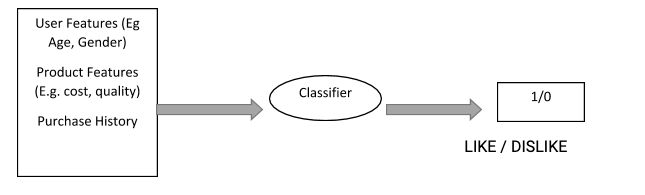 User Features (Eg
Age, Gender)
Product Features
(E.g. cost, quality)
Purchase History
Classifier
1/0
LIKE / DISLIKE